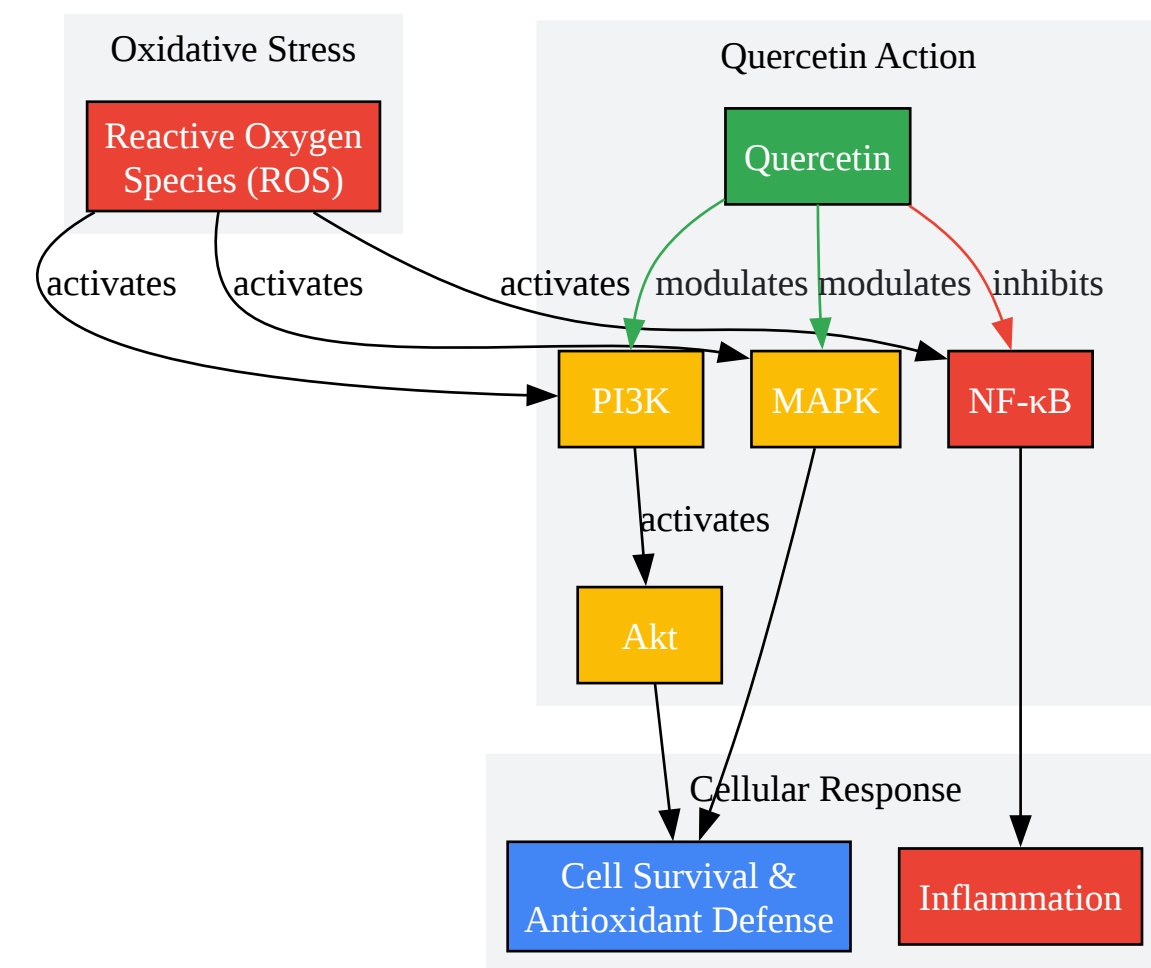 Oxidative Stress
Quercetin Action
Reactive Oxygen
Species (ROS)
Quercetin
activates
activates
activates
modulates
modulates
inhibits
PI3K
MAPK
NF-κB
activates
Akt
Cellular Response
Cell Survival &
Antioxidant Defense
Inflammation